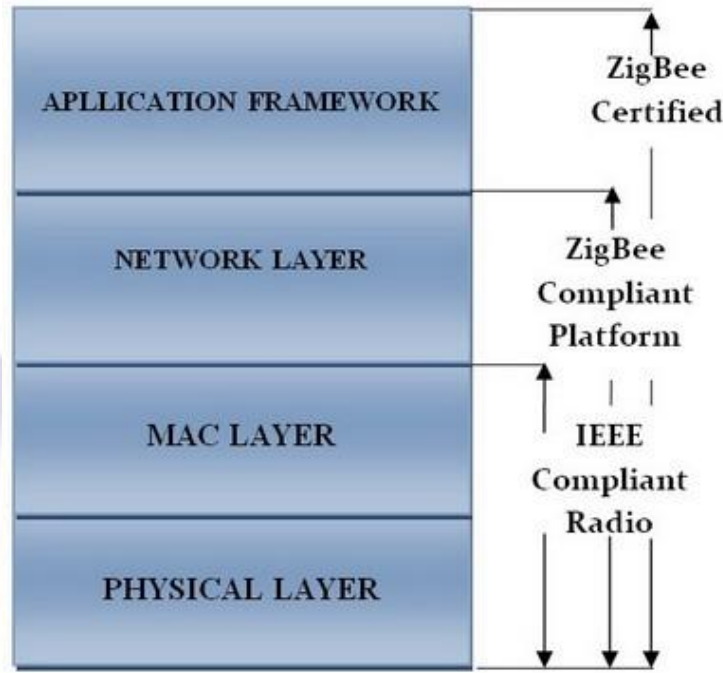 APLLICATION FRAMEWORK
ZigBee
Certified
NETWORK LAYER
ZigBee
Compliant
Platform
MAC LAYER
IEEE
Compliant
Radio
PHYSICAL LAYER